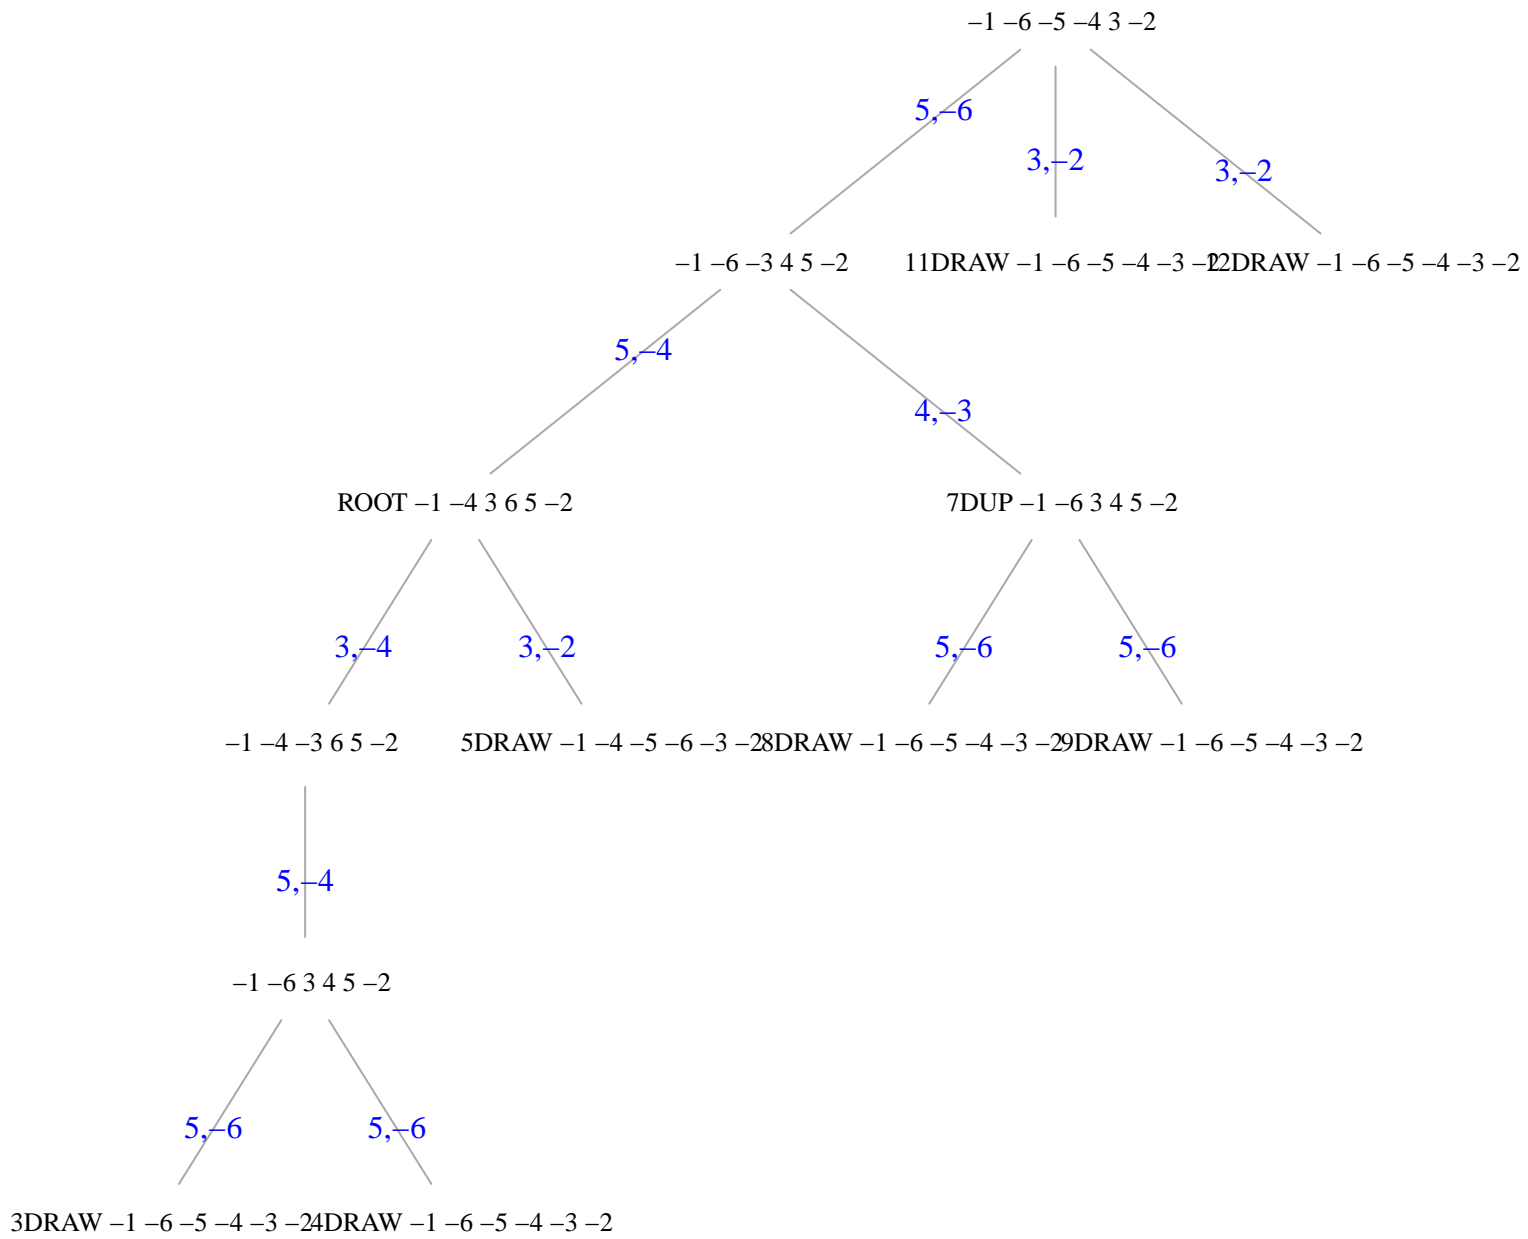 –1 –6 –5 –4 3 –2
5,–6
3,–2
3,–2
–1 –6 –3 4 5 –2
11DRAW –1 –6 –5 –4 –3 –2
12DRAW –1 –6 –5 –4 –3 –2
5,–4
4,–3
ROOT –1 –4 3 6 5 –2
7DUP –1 –6 3 4 5 –2
3,–4
3,–2
5,–6
5,–6
–1 –4 –3 6 5 –2
5DRAW –1 –4 –5 –6 –3 –2
8DRAW –1 –6 –5 –4 –3 –2
9DRAW –1 –6 –5 –4 –3 –2
5,–4
–1 –6 3 4 5 –2
5,–6
5,–6
3DRAW –1 –6 –5 –4 –3 –2
4DRAW –1 –6 –5 –4 –3 –2